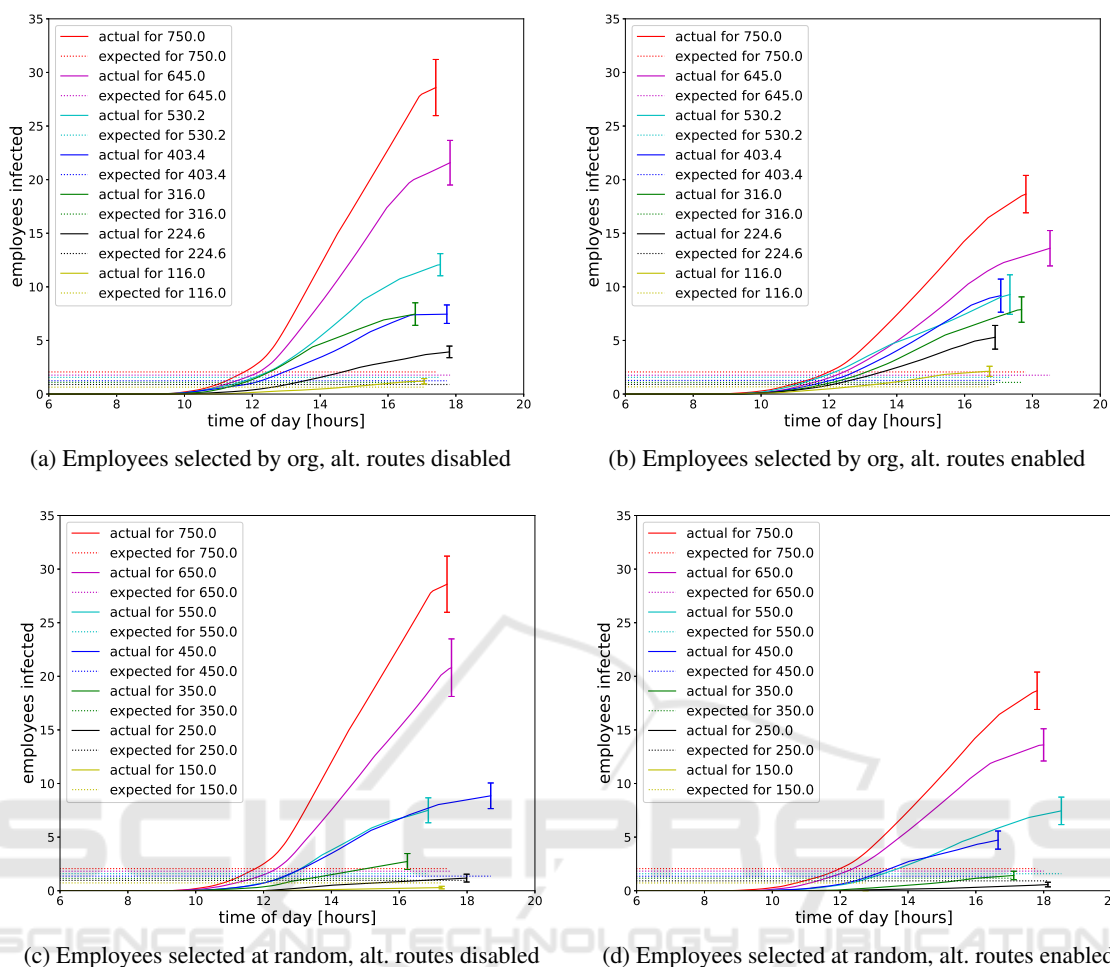 35
30
25
20
15
10
5
0
employees infected
actual for 750.0
expected for 750.0
actual for 645.0
expected for 645.0
actual for 530.2
expected for 530.2
actual for 403.4
expected for 403.4
actual for 316.0
expected for 316.0
actual for 224.6
expected for 224.6
actual for 116.0
expected for 116.0
6 8 10 12 14 16 18 20
time of day [hours]
(a) Employees selected by org, alt. routes disabled
35
30
25
20
15
10
5
0
employees infected
actual for 750.0
expected for 750.0
actual for 645.0
expected for 645.0
actual for 530.2
expected for 530.2
actual for 403.4
expected for 403.4
actual for 316.0
expected for 316.0
actual for 224.6
expected for 224.6
actual for 116.0
expected for 116.0
6 8 10 12 14 16 18 20
time of day [hours]
(b) Employees selected by org, alt. routes enabled
35
30
25
20
15
10
5
0
employees infected
actual for 750.0
expected for 750.0
actual for 650.0
expected for 650.0
actual for 550.0
expected for 550.0
actual for 450.0
expected for 450.0
actual for 350.0
expected for 350.0
actual for 250.0
expected for 250.0
actual for 150.0
expected for 150.0
6 8 10 12 14 16 18 20
time of day [hours]
(c) Employees selected at random, alt. routes disabled
35
30
25
20
15
10
5
0
employees infected
actual for 750.0
expected for 750.0
actual for 650.0
expected for 650.0
actual for 550.0
expected for 550.0
actual for 450.0
expected for 450.0
actual for 350.0
expected for 350.0
actual for 250.0
expected for 250.0
actual for 150.0
expected for 150.0
6 8 10 12 14 16 18
time of day [hours]
(d) Employees selected at random, alt. routes enabled
SCITEPRESS
SCIENCE AND TECHNOLOGY PUBLICATIONS